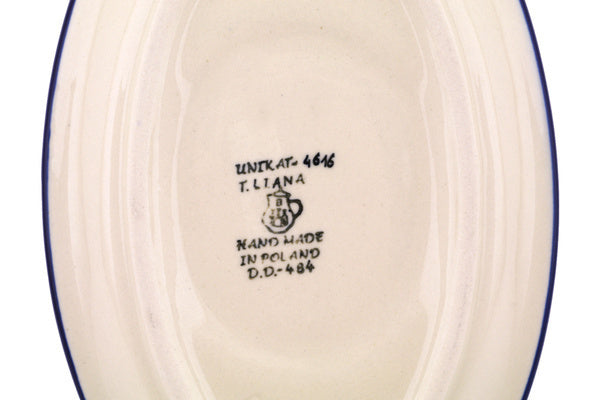 UNIKAT- 4616
T. LIANA
HAND MADE
IN POLAND
D.D.-484